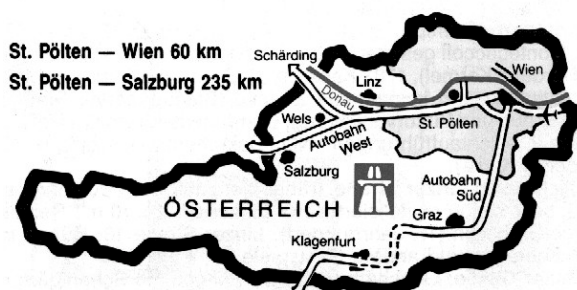 St. Pölten — Wien 60 km
St. Pölten — Salzburg 235 km
Schärding
Linz
Wien
Donau
Wels
St. Pölten
Autobahn
West
Salzburg
Autobahn
Süd
ÖSTERREICH
Graz
Klagenfurt